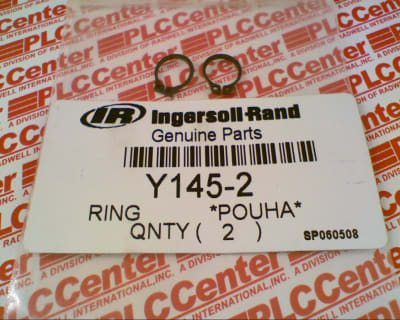 IR Ingersoll-Rand
Genuine Parts
Y145-2
RING *POUHA*
QNTY ( 2 )
SP060508
PLCCenter
A DIVISION OF RADWELL INTERNATIONAL, INC.